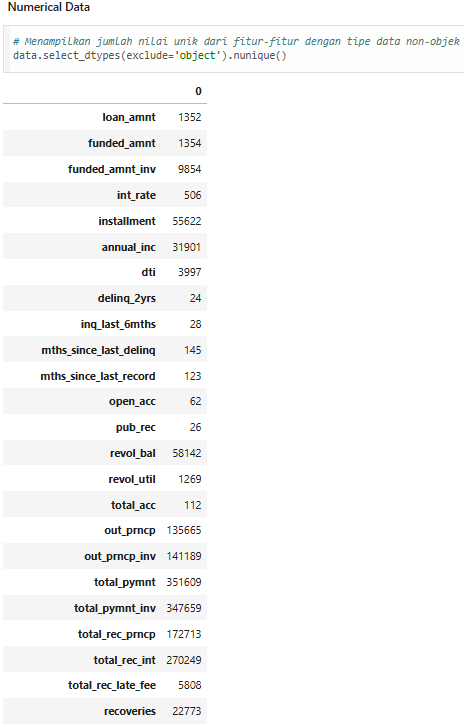 Numerical Data
# Menampilkan jumlah nilai unik dari fitur-fitur dengan tipe data non-objek
data.select_dtypes(exclude='object').nunique()
0
loan_amnt 1352
funded_amnt 1354
funded_amnt_inv 9854
int_rate 506
installment 55622
annual_inc 31901
dti 3997
delinq_2yrs 24
inq_last_6mths 28
mths_since_last_delinq 145
mths_since_last_record 123
open_acc 62
pub_rec 26
revol_bal 58142
revol_util 1269
total_acc 112
out_prncp 135665
out_prncp_inv 141189
total_pymnt 351609
total_pymnt_inv 347659
total_rec_prncp 172713
total_rec_int 270249
total_rec_late_fee 5808
recoveries 22773